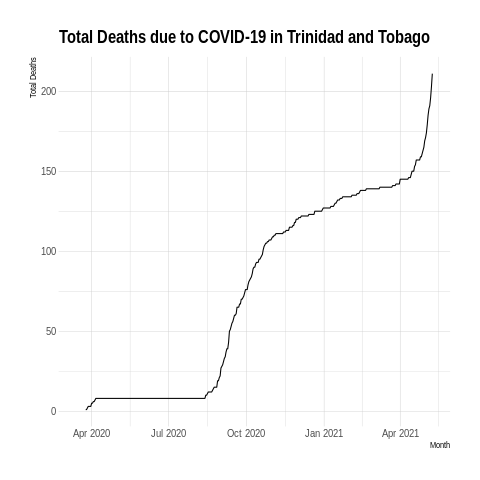 Total Deaths due to COVID-19 in Trinidad and Tobago
Total Deaths
200
150
100
50
0
Apr 2020 Jul 2020 Oct 2020 Jan 2021 Apr 2021
Month